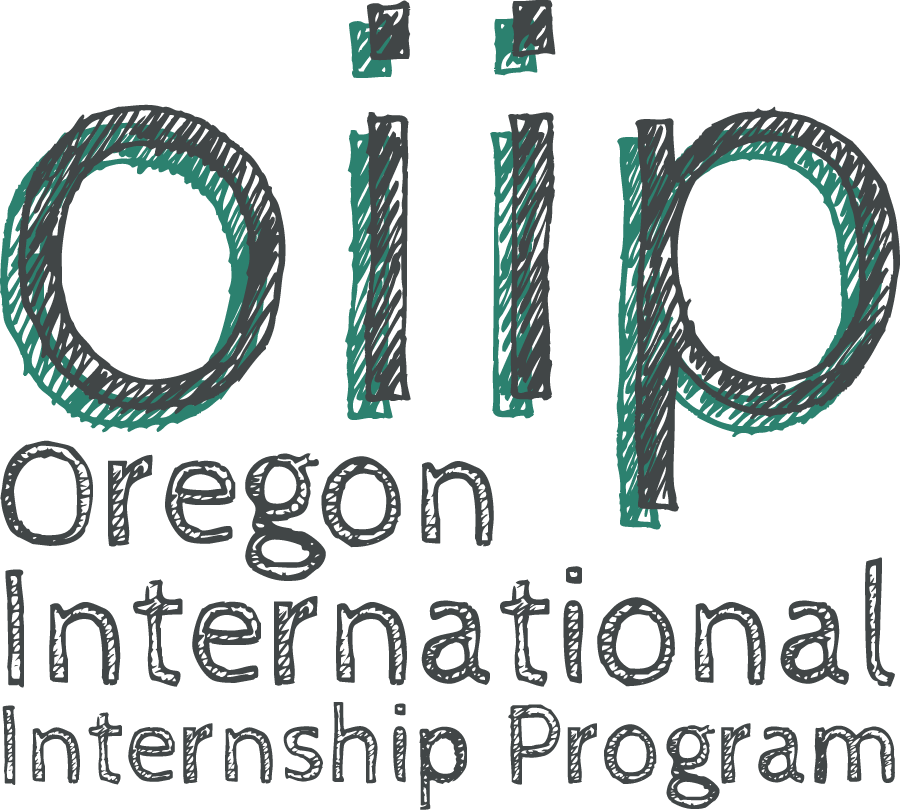 oiip
Oregon
International
Internship Program